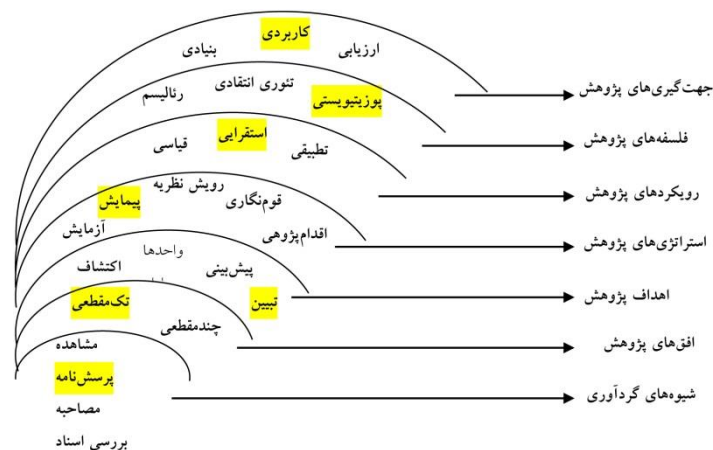 کاربردی
ارزیابی
بنیادی
جهت‌گیری‌های پژوهش
تئوری انتقادی
رئالیسم
پوزیتیویستی
فلسفه‌های پژوهش
استقرایی
تطبیقی
قیاسی
رویکردهای پژوهش
رویش نظریه
قوم‌نگاری
پیمایش
آزمایش
اقدام‌پژوهی
استراتژی‌های پژوهش
واحدها
پیش‌بینی
اکتشاف
تبیین
اهداف پژوهش
تک‌مقطعی
چندمقطعی
افق‌های پژوهش
مشاهده
پرسش‌نامه
مصاحبه
بررسی اسناد
شیوه‌های گردآوری